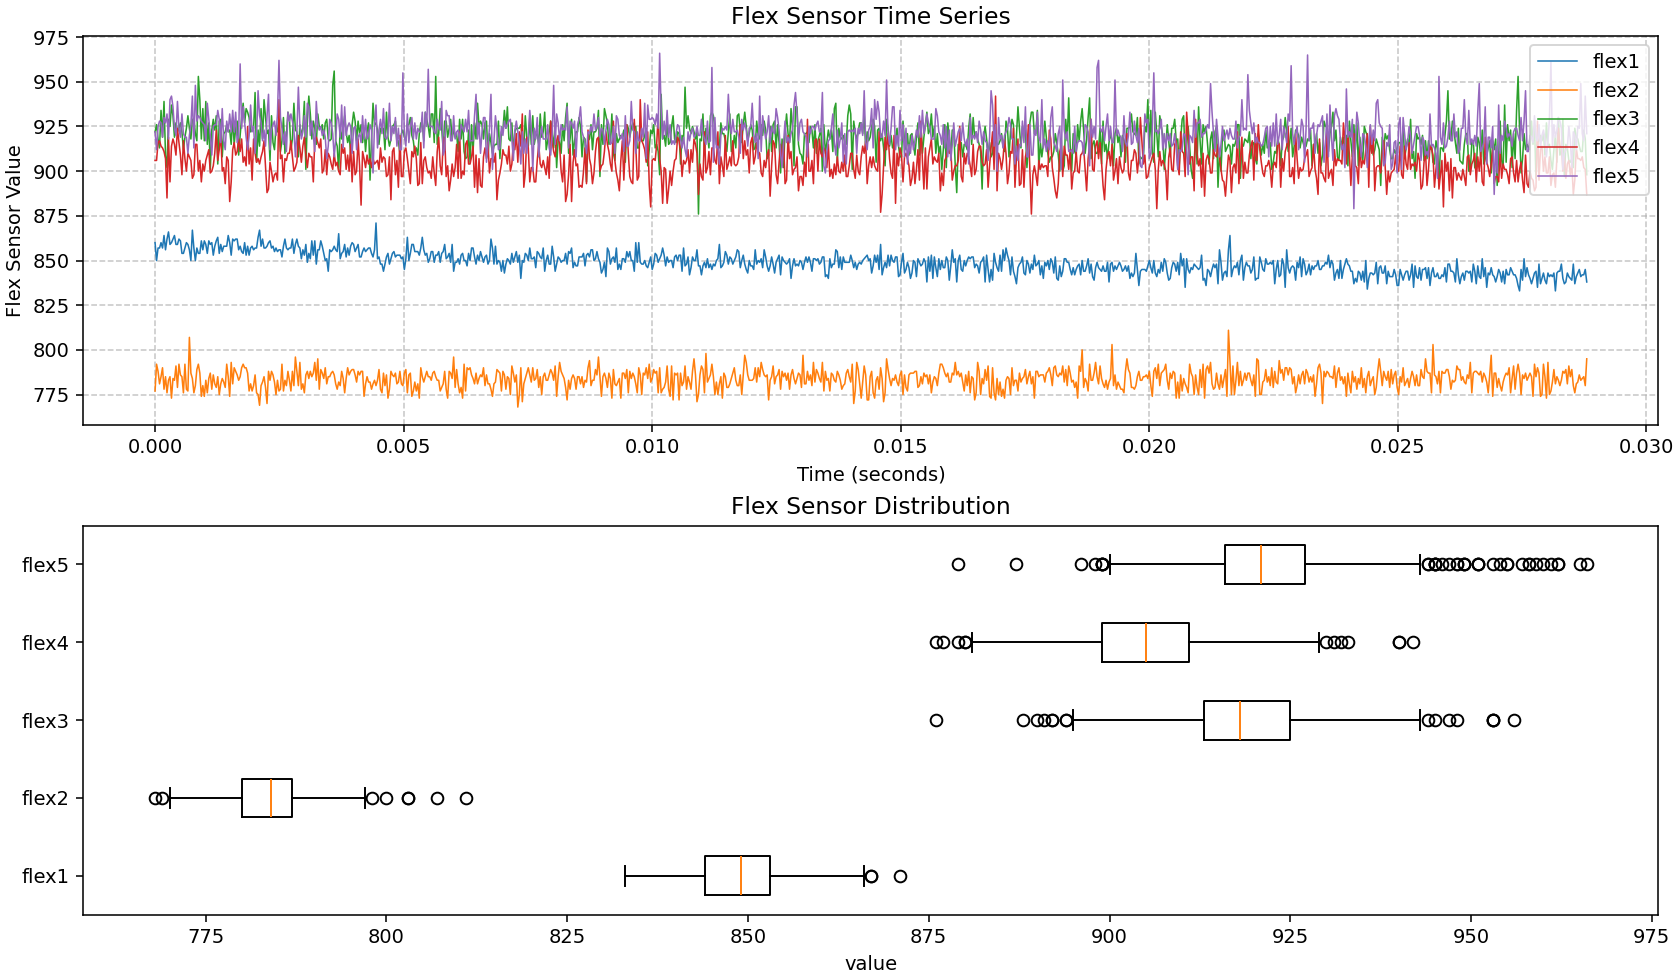 Flex Sensor Time Series
Flex Sensor Value
975
950
925
900
875
850
825
800
775
flex1
flex2
flex3
flex4
flex5
0.000 0.005 0.010 0.015 0.020 0.025 0.030
Time (seconds)
Flex Sensor Distribution
flex5
flex4
flex3
flex2
flex1
775 800 825 850 875 900 925 950 975
value